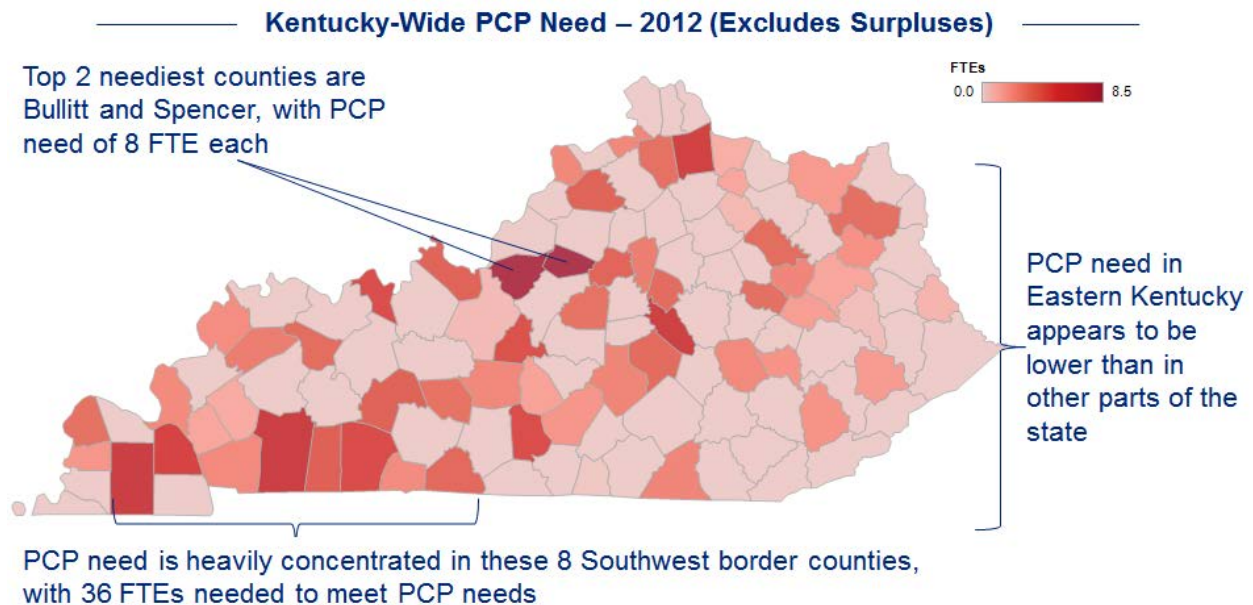 Kentucky-Wide PCP Need – 2012 (Excludes Surpluses)
Top 2 neediest counties are
Bullitt and Spencer, with PCP
need of 8 FTE each
FTEs
0.0 8.5
PCP need in
Eastern Kentucky
appears to be
lower than in
other parts of the
state
PCP need is heavily concentrated in these 8 Southwest border counties,
with 36 FTEs needed to meet PCP needs